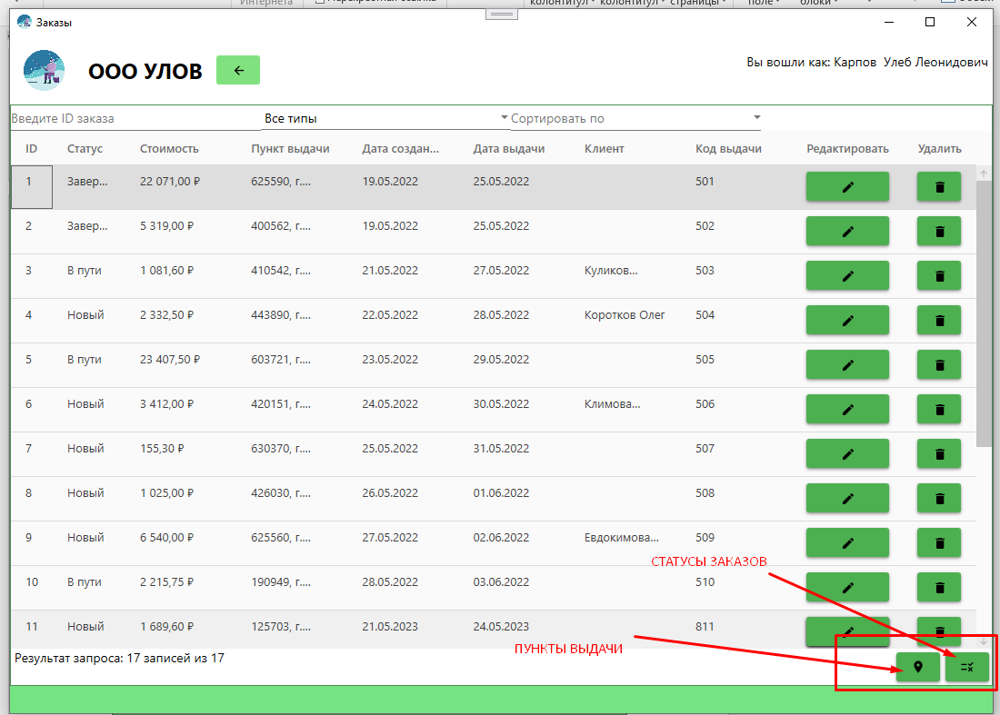 Интернета
колонтитул колонтитул страницы
поле
блоки
Заказы
ООО УЛОВ
Вы вошли как: Карпов Улеб Леонидович
Введите ID заказа Все типы Сортировать по
ID Статус Стоимость Пункт выдачи Дата создан... Дата выдачи Клиент Код выдачи Редактировать Удалить
1 Завер... 22 071,00 ₽ 625590, г.... 19.05.2022 25.05.2022 501
2 Завер... 5 319,00 ₽ 400562, г.... 19.05.2022 25.05.2022 502
3 В пути 1 081,60 ₽ 410542, г.... 21.05.2022 27.05.2022 Куликов... 503
4 Новый 2 332,50 ₽ 443890, г.... 22.05.2022 28.05.2022 Коротков Олег 504
5 В пути 23 407,50 ₽ 603721, г.... 23.05.2022 29.05.2022 505
6 Новый 3 412,00 ₽ 420151, г.... 24.05.2022 30.05.2022 Климова... 506
7 Новый 155,30 ₽ 630370, г.... 25.05.2022 31.05.2022 507
8 Новый 1 025,00 ₽ 426030, г.... 26.05.2022 01.06.2022 508
9 Новый 6 540,00 ₽ 625560, г.... 27.05.2022 02.06.2022 Евдокимова... 509
СТАТУСЫ ЗАКАЗОВ
10 В пути 2 215,75 ₽ 190949, г.... 28.05.2022 03.06.2022 510
11 Новый 1 689,60 ₽ 125703, г.... 21.05.2023 24.05.2023 811
ПУНКТЫ ВЫДАЧИ
Результат запроса: 17 записей из 17